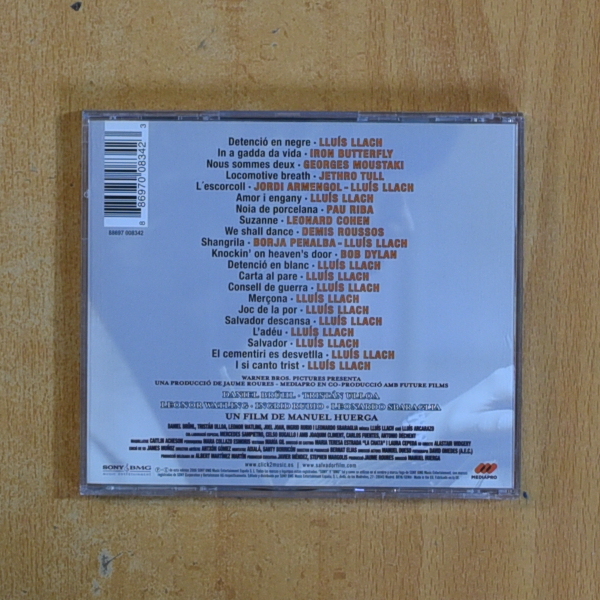 Detenció en negre · LLUÍS LLACH
In a gadda da vida · IRON BUTTERFLY
Nous sommes deux · GEORGES MOUSTAKI
Locomotive breath · JETHRO TULL
L'escorcoll · JORDI ARMENGOL - LLUÍS LLACH
Amor i engany · LLUÍS LLACH
Noia de porcelana · PAU RIBA
Suzanne · LEONARD COHEN
We shall dance · DEMIS ROUSSOS
Shangrila · BORJA PENALBA - LLUÍS LLACH
Knockin' on heaven's door · BOB DYLAN
Detenció en blanc · LLUÍS LLACH
Carta al pare · LLUÍS LLACH
Consell de guerra · LLUÍS LLACH
Merçona · LLUÍS LLACH
Joc de la por · LLUÍS LLACH
Salvador descansa · LLUÍS LLACH
L'adéu · LLUÍS LLACH
Salvador · LLUÍS LLACH
El cementiri es desvetlla · LLUÍS LLACH
I si canto trist · LLUÍS LLACH
8 86970 08342 3
88697 008342
WARNER BROS. PICTURES PRESENTA
UNA PRODUCCIÓ DE JAUME ROURES - MEDIAPRO EN CO-PRODUCCIÓ AMB FUTURE FILMS
DANIEL BRÜHL · TRISTÁN ULLOA
LEONOR WATLING · INGRID RUBIO · LEONARDO SBARAGLIA
UN FILM DE MANUEL HUERGA
www.click2music.es | www.salvadorfilm.com
SONY BMG
MUSIC ENTERTAINMENT
MEDIAPRO